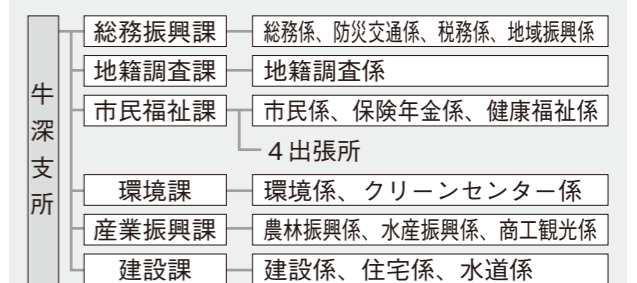 牛深支所
総務振興課
総務係、防災交通係、税務係、地域振興係
地籍調査課
地籍調査係
市民福祉課
市民係、保険年金係、健康福祉係
４出張所
環境課
環境係、クリーンセンター係
産業振興課
農林振興係、水産振興係、商工観光係
建設課
建設係、住宅係、水道係